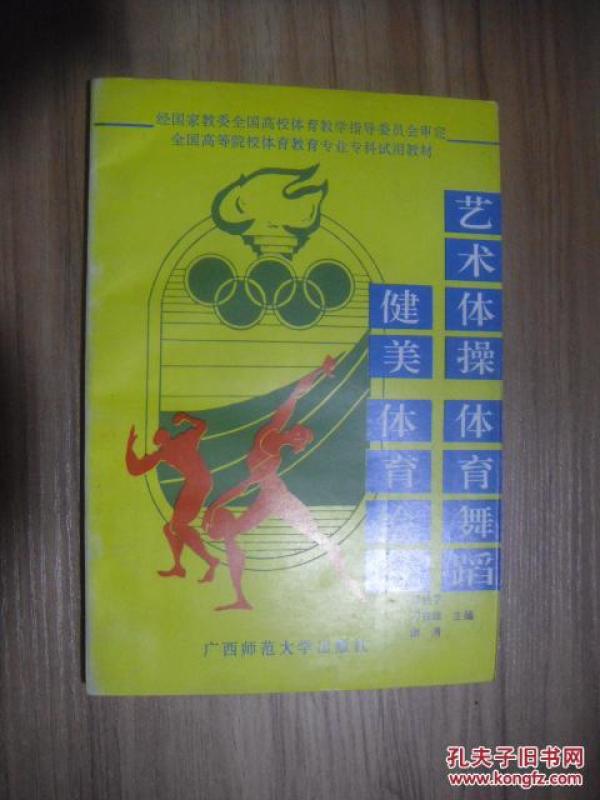 经国家教委全国高校体育教学指导委员会审定
全国高等院校体育教育专业专科试用教材
艺术体操 体育舞蹈
健美 体育
主编
广西师范大学出版社
孔夫子旧书网
www.kongfz.com